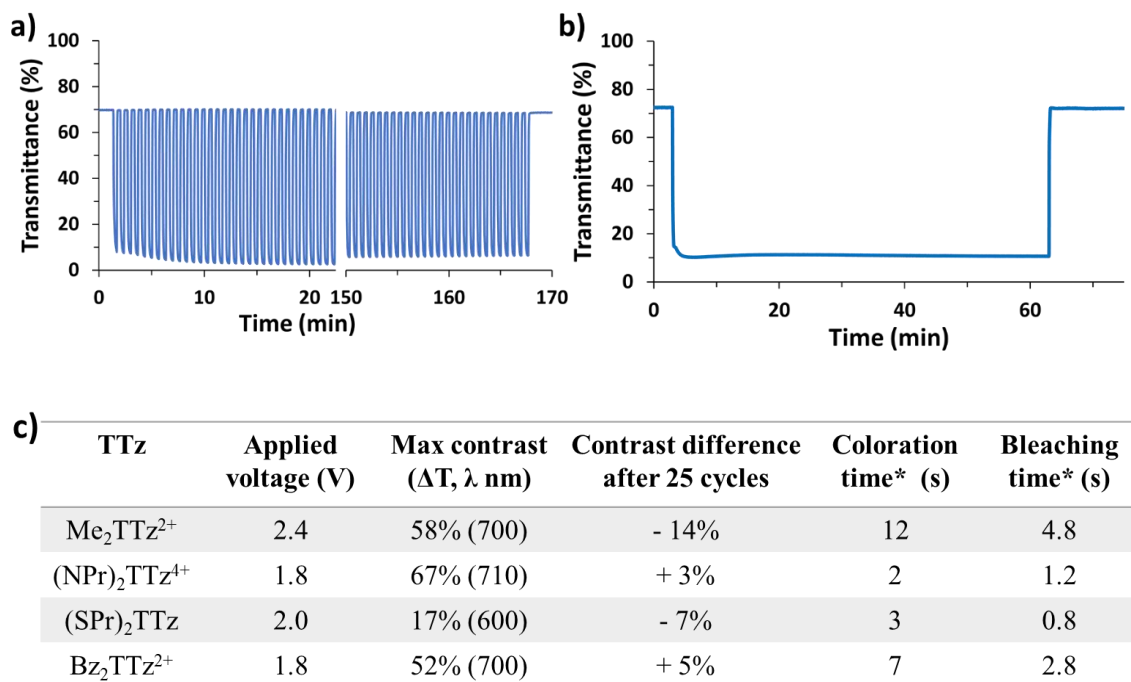 a)
100
80
60
40
20
0
Transmittance (%)
0 10 20 150 160 170
Time (min)
b)
100
80
60
40
20
0
Transmittance (%)
0 20 40 60
Time (min)
c)
TTz Applied voltage (V) Max contrast (ΔT, λ nm) Contrast difference after 25 cycles Coloration time* (s) Bleaching time* (s)
Me₂TTz²⁺ 2.4 58% (700) - 14% 12 4.8
(NPr)₂TTz⁴⁺ 1.8 67% (710) + 3% 2 1.2
(SPr)₂TTz 2.0 17% (600) - 7% 3 0.8
Bz₂TTz²⁺ 1.8 52% (700) + 5% 7 2.8